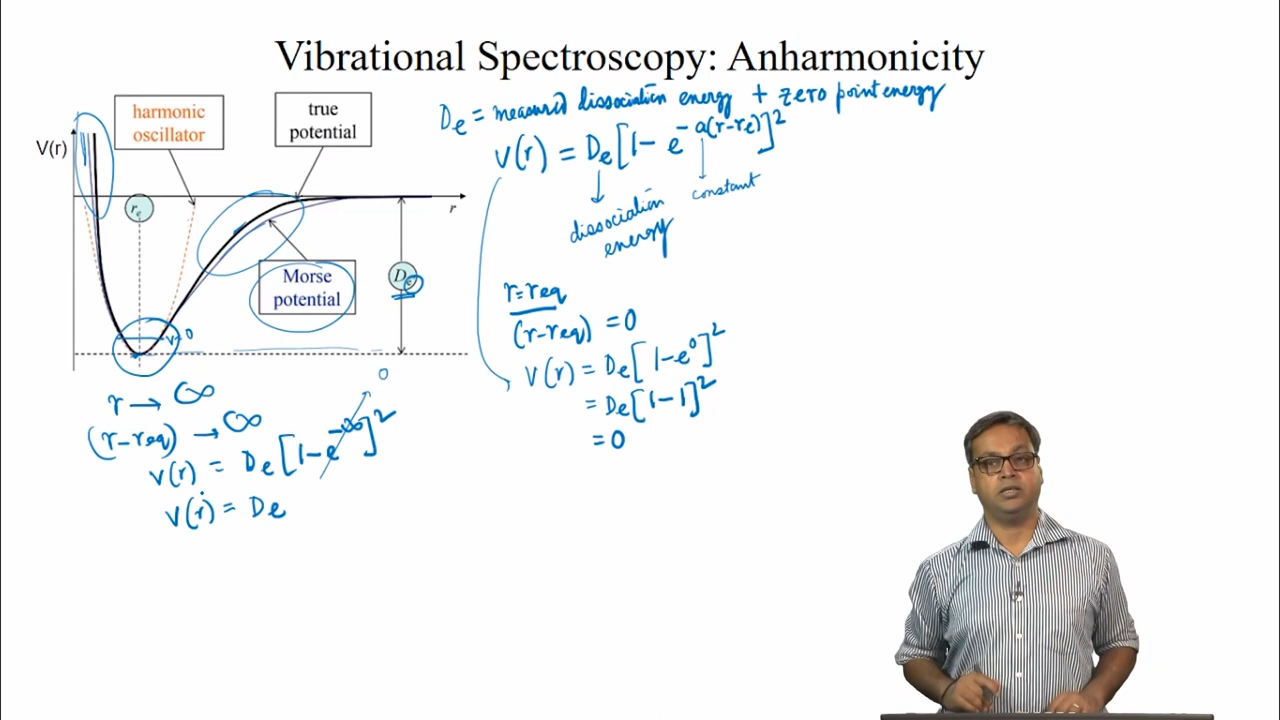 Vibrational Spectroscopy: Anharmonicity
De = measured dissociation energy + zero point energy
V(r) = De[1 - e^-a(r-re)]^2
constant
dissociation
energy
harmonic
oscillator
true
potential
V(r)
re
r
Morse
potential
De
v=0
r=req
(r-req) = 0
V(r) = De[1-e^0]^2
= De[1-1]^2
= 0
r → ∞
(r-req) → ∞
0
V(r) = De[1-e^-∞]^2
V(r) = De